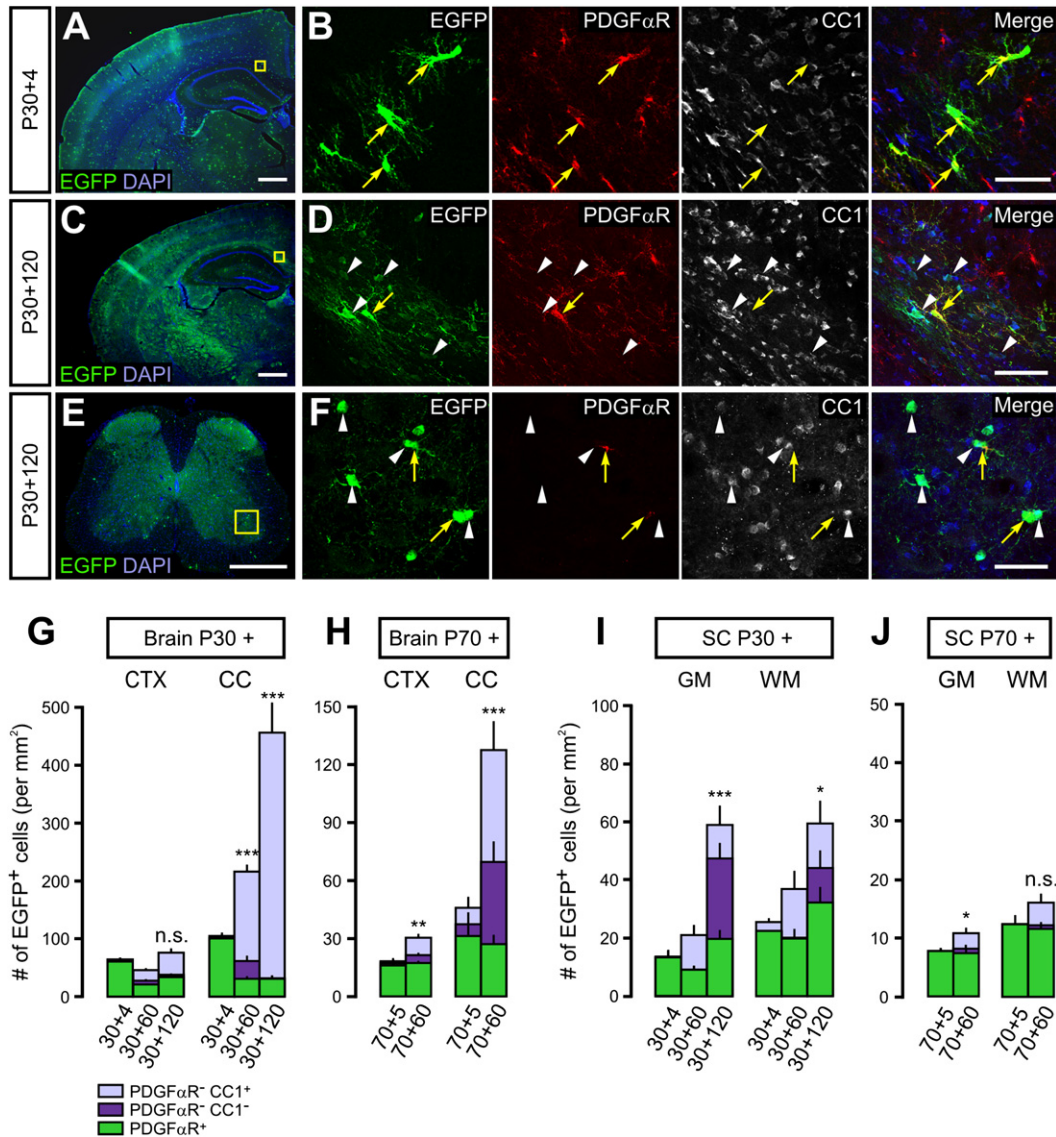 P30+4
A
EGFP DAPI
B
EGFP
PDGFαR
CC1
Merge
P30+120
C
EGFP DAPI
D
EGFP
PDGFαR
CC1
Merge
P30+120
E
EGFP DAPI
F
EGFP
PDGFαR
CC1
Merge
G
Brain P30 +
CTX CC
# of EGFP+ cells (per mm²)
500
400
300
200
100
0
n.s.
***
***
30+4
30+60
30+120
30+4
30+60
30+120
PDGFαR- CC1+
PDGFαR- CC1-
PDGFαR+
H
Brain P70 +
CTX CC
150
120
90
60
30
0
**
***
70+5
70+60
70+5
70+60
I
SC P30 +
GM WM
# of EGFP+ cells (per mm²)
100
80
60
40
20
0
***
*
30+4
30+60
30+120
30+4
30+60
30+120
J
SC P70 +
GM WM
50
40
30
20
10
0
*
n.s.
70+5
70+60
70+5
70+60